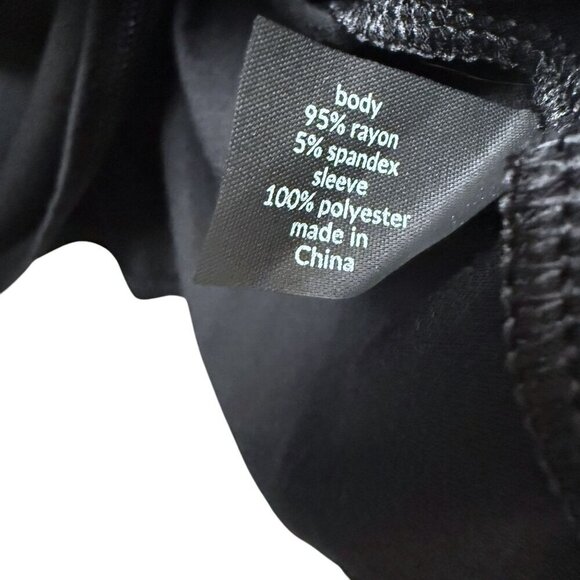 body
95% rayon
5% spandex
sleeve
100% polyester
made in
China